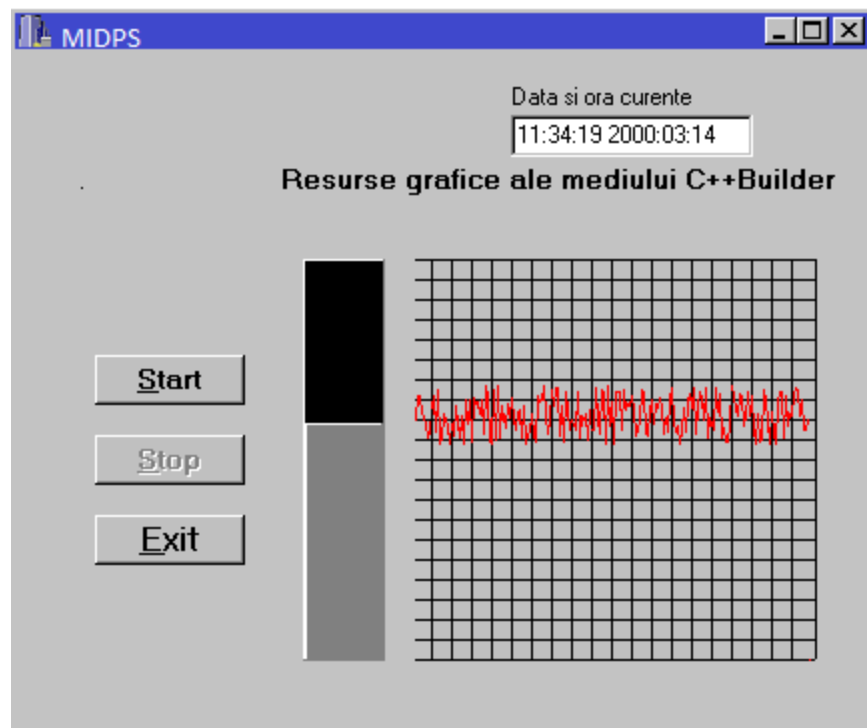 MIDPS
Data si ora curente
11:34:19 2000:03:14
Resurse grafice ale mediului C++Builder
Start
Stop
Exit